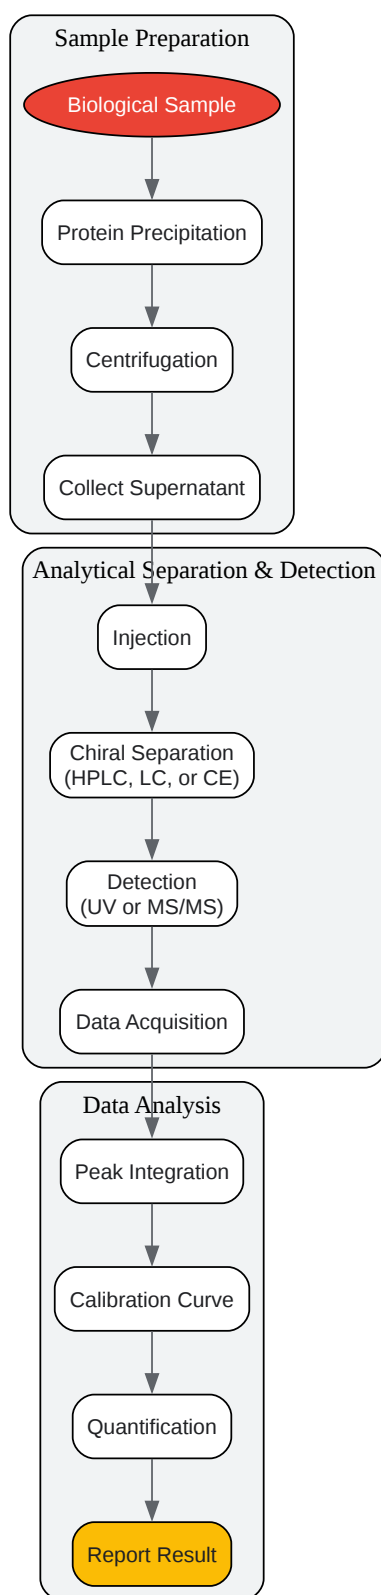 Sample Preparation
Biological Sample
Protein Precipitation
Centrifugation
Collect Supernatant
Analytical Separation & Detection
Injection
Chiral Separation
(HPLC, LC, or CE)
Detection
(UV or MS/MS)
Data Acquisition
Data Analysis
Peak Integration
Calibration Curve
Quantification
Report Result